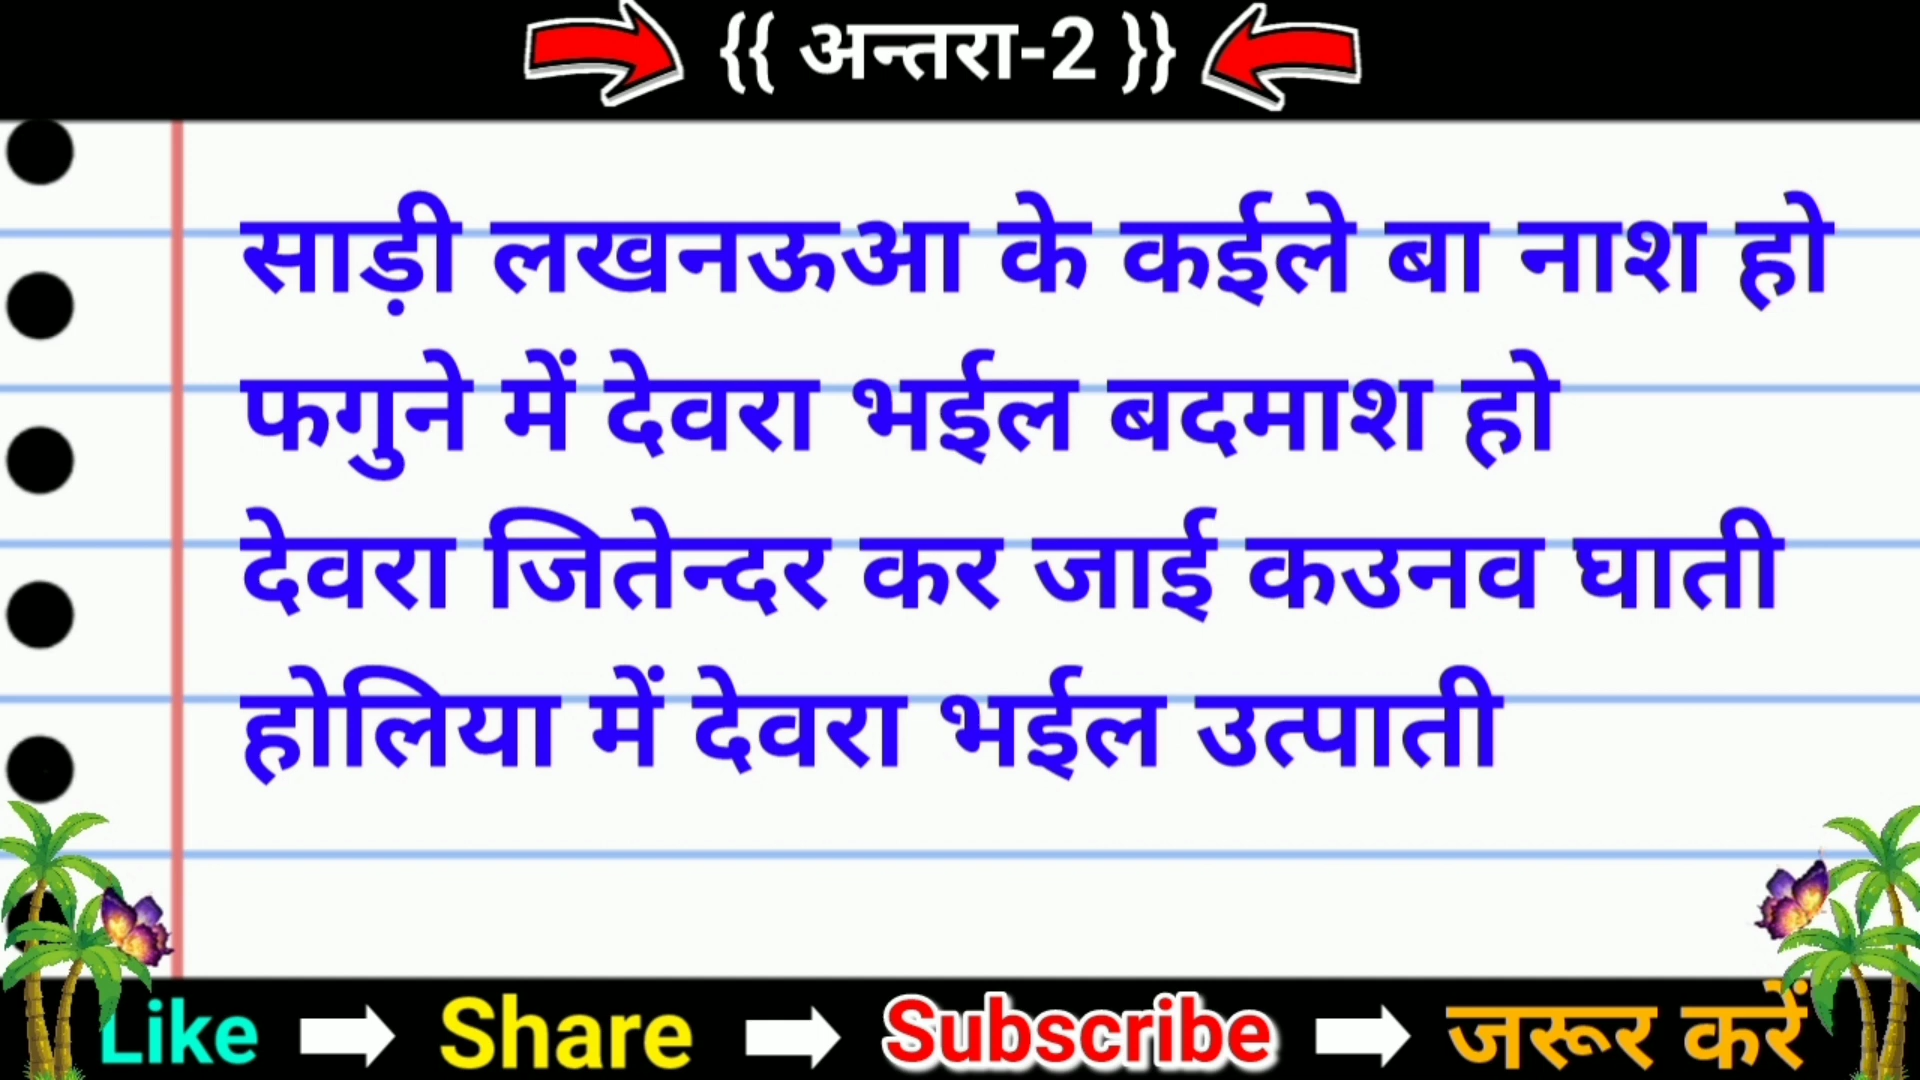 {{ अन्तरा-2 }}
साड़ी लखनऊआ के कईले बा नाश हो
फगुने में देवरा भईल बदमाश हो
देवरा जितेन्दर कर जाई कउनव घाती
होलिया में देवरा भईल उत्पाती
Like Share Subscribe जरूर करें